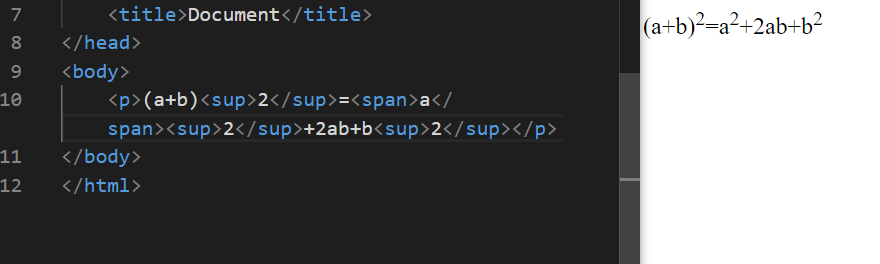 7 <title>Document</title>
8 </head>
9 <body>
10 <p>(a+b)<sup>2</sup>=<span>a</
span><sup>2</sup>+2ab+b<sup>2</sup></p>
11 </body>
12 </html>
(a+b)²=a²+2ab+b²